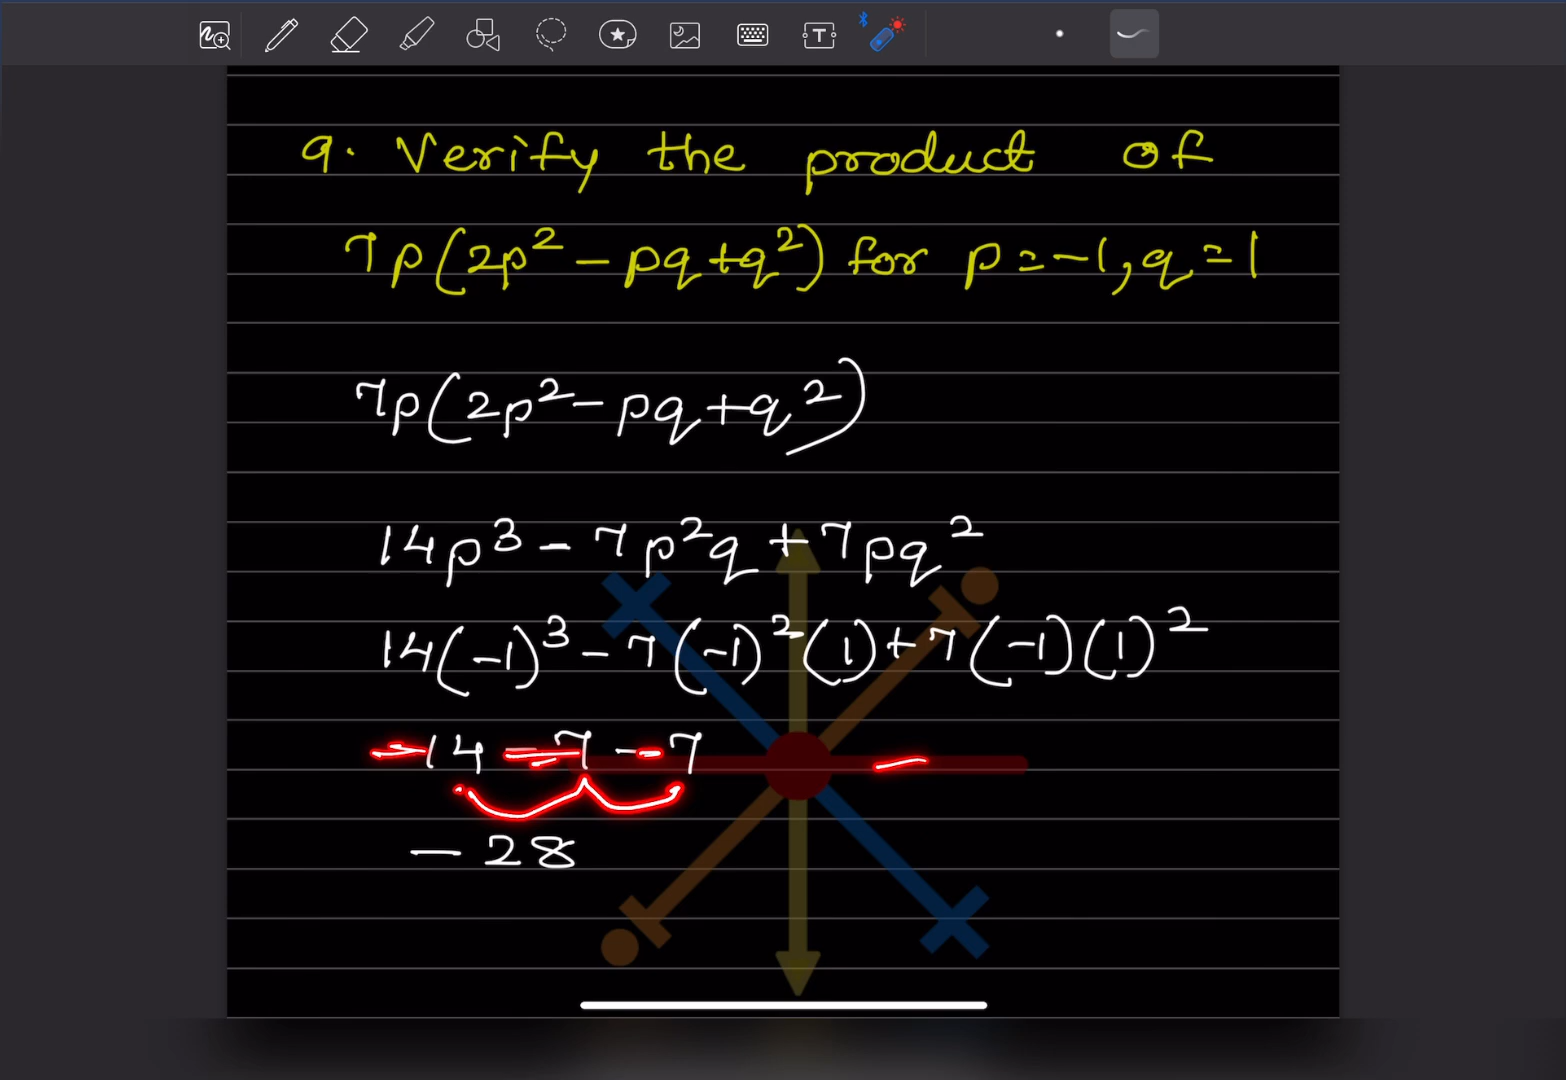 9. Verify the product of
7p(2p² - pq + q²) for p = -1, q = 1
7p(2p² - pq + q²)
14p³ - 7p²q + 7pq²
14(-1)³ - 7(-1)²(1) + 7(-1)(1)²
-14 - 7 - 7
- 28